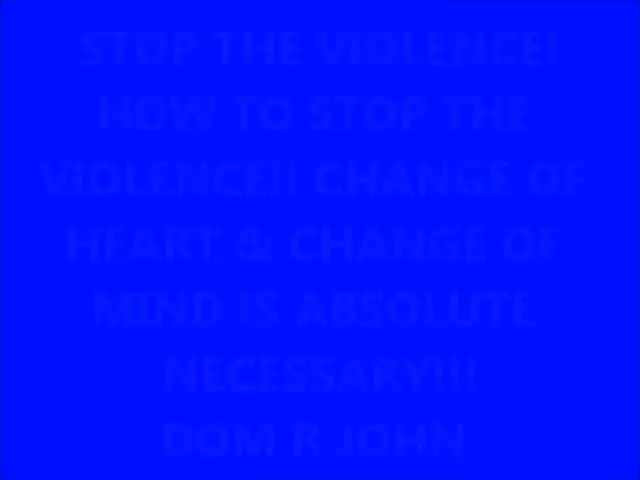 STOP THE VIOLENCE!
HOW TO STOP THE
VIOLENCE!! CHANGE OF
HEART & CHANGE OF
MIND IS ABSOLUTE
NECESSARY!!!
DOM R JOHN